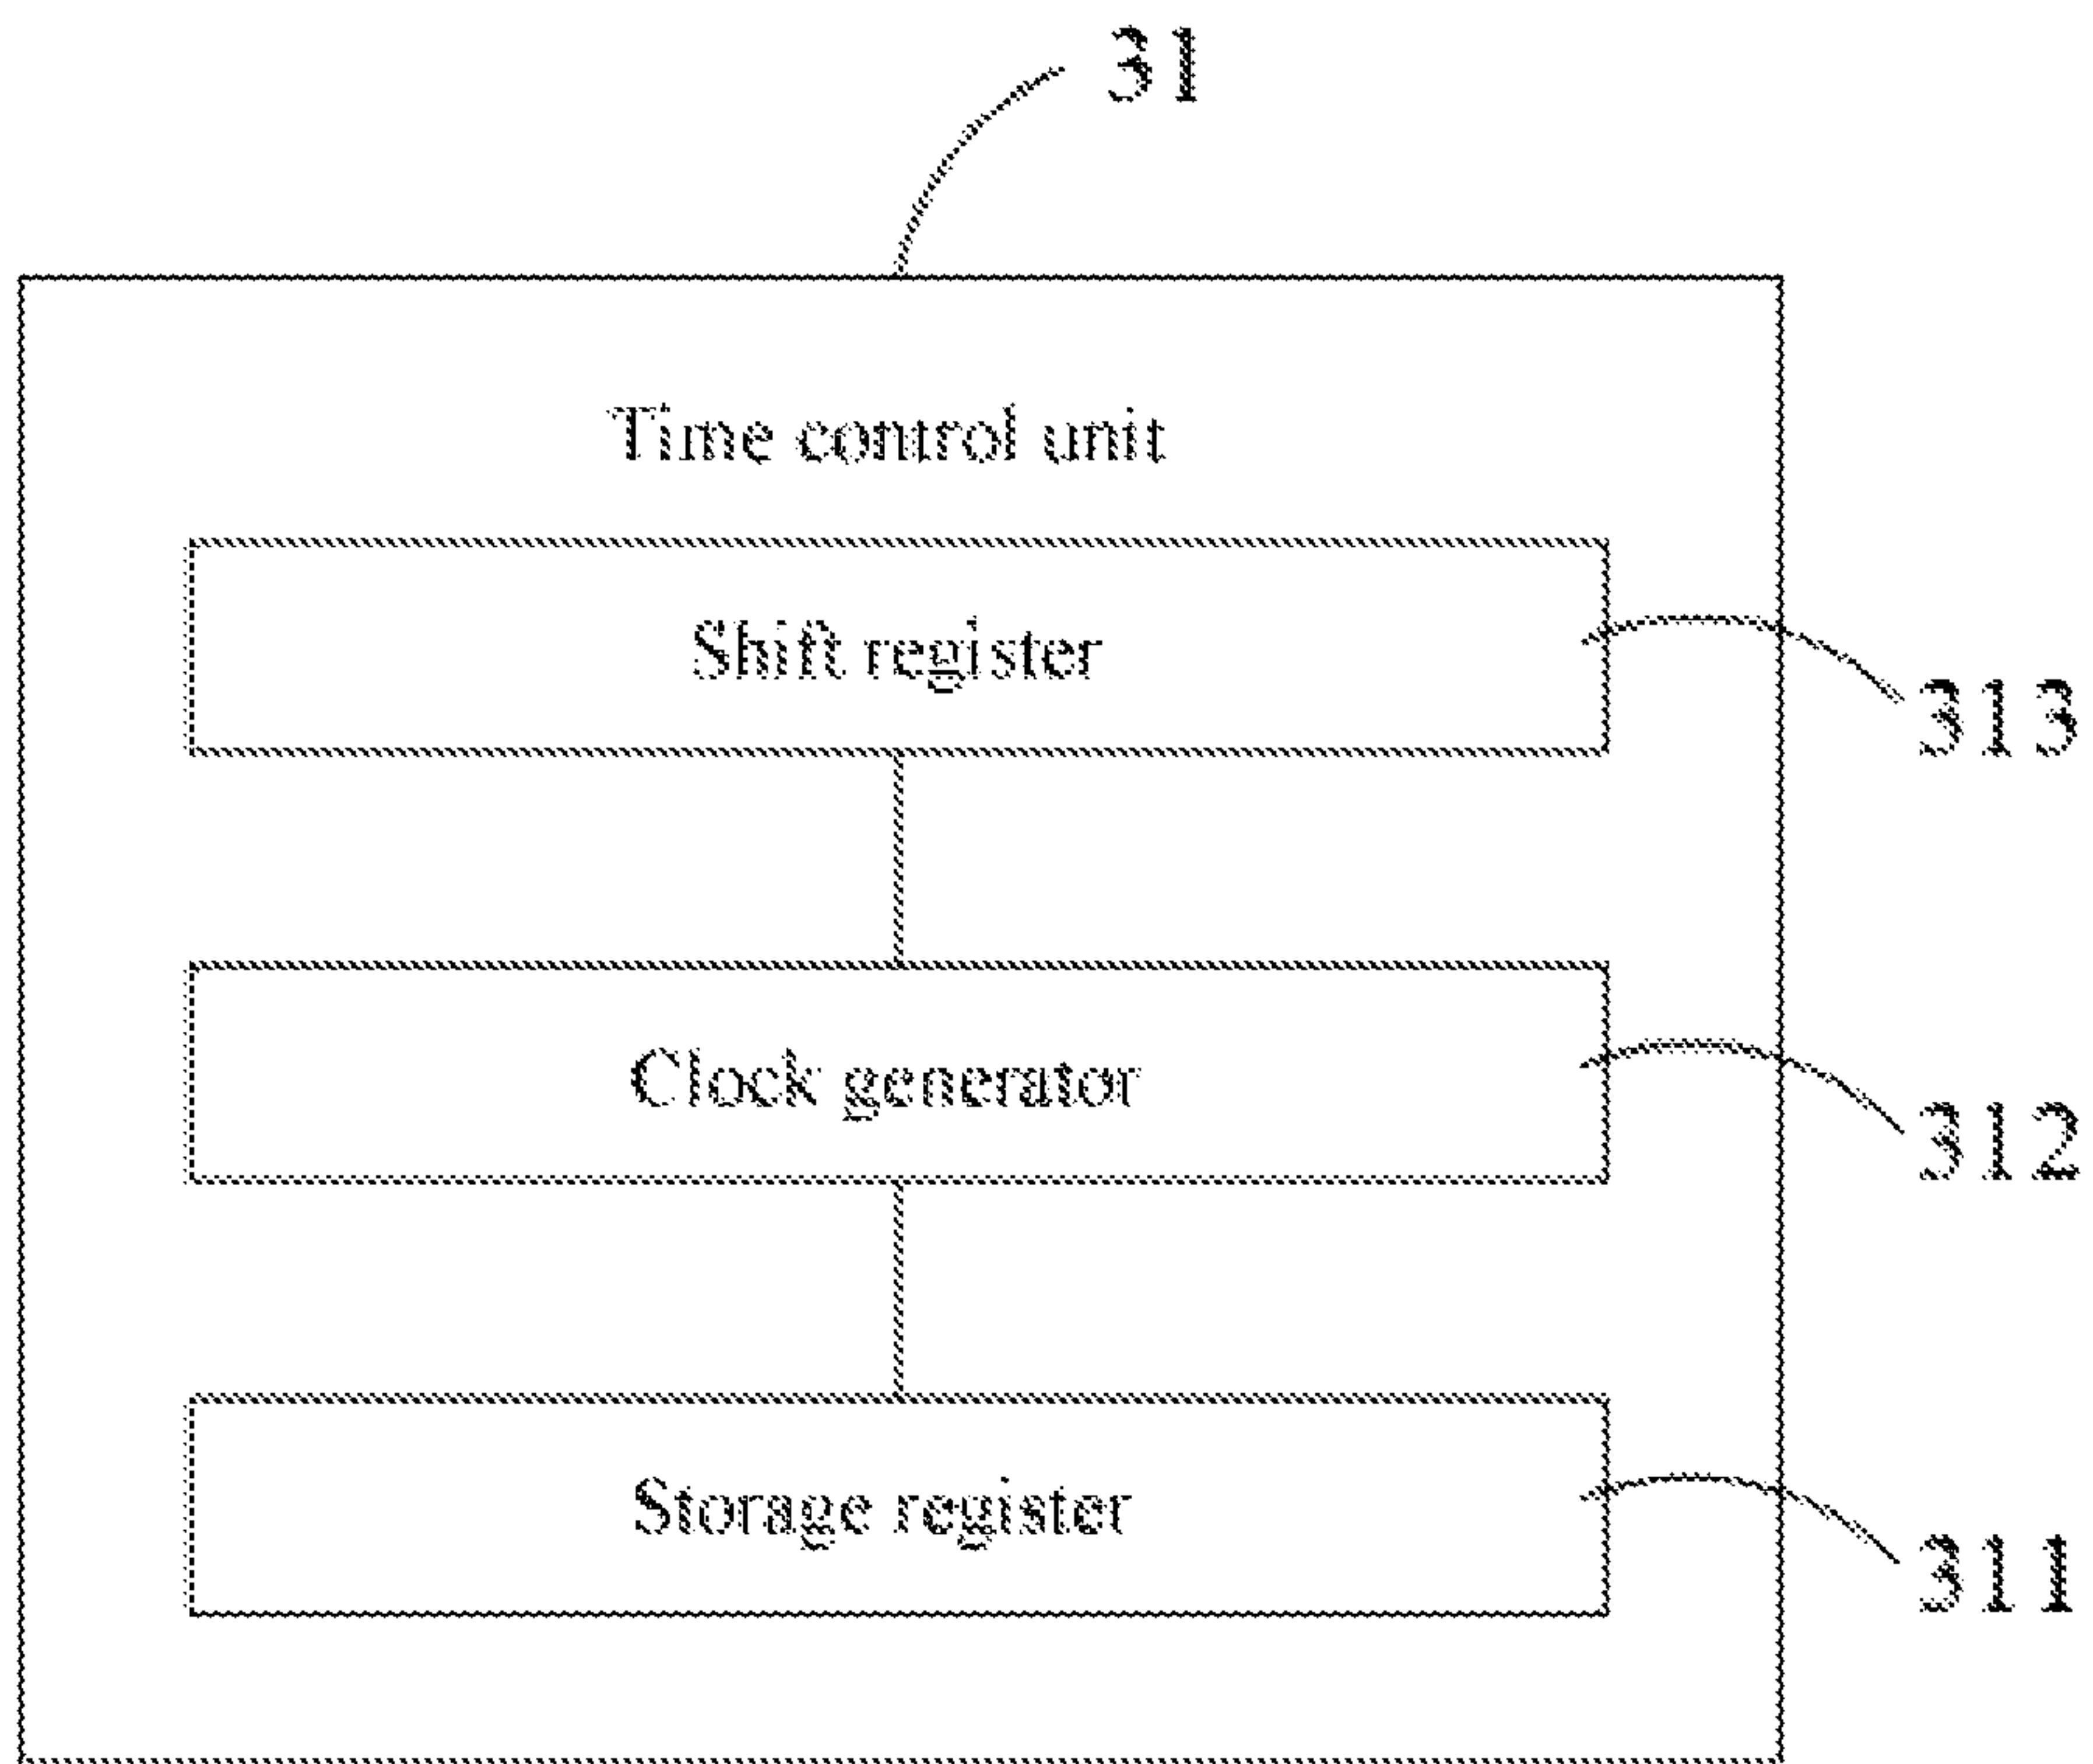 31
Time control unit
Shift register
313
Clock generator
312
Storage register
311